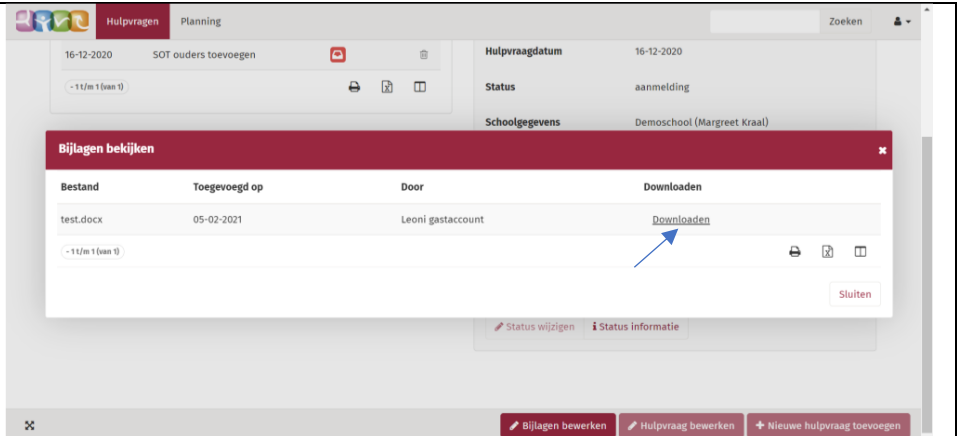 Hulpvragen Planning Zoeken
16-12-2020 SOT ouders toevoegen
- 1 t/m 1 (van 1)
Hulpvraagdatum 16-12-2020
Status aanmelding
Schoolgegevens Demoschool (Margreet Kraal)
Bijlagen bekijken ×
Bestand Toegevoegd op Door Downloaden
test.docx 05-02-2021 Leoni gastaccount Downloaden
- 1 t/m 1 (van 1)
Sluiten
Status wijzigen i Status informatie
Bijlagen bewerken Hulpvraag bewerken + Nieuwe hulpvraag toevoegen